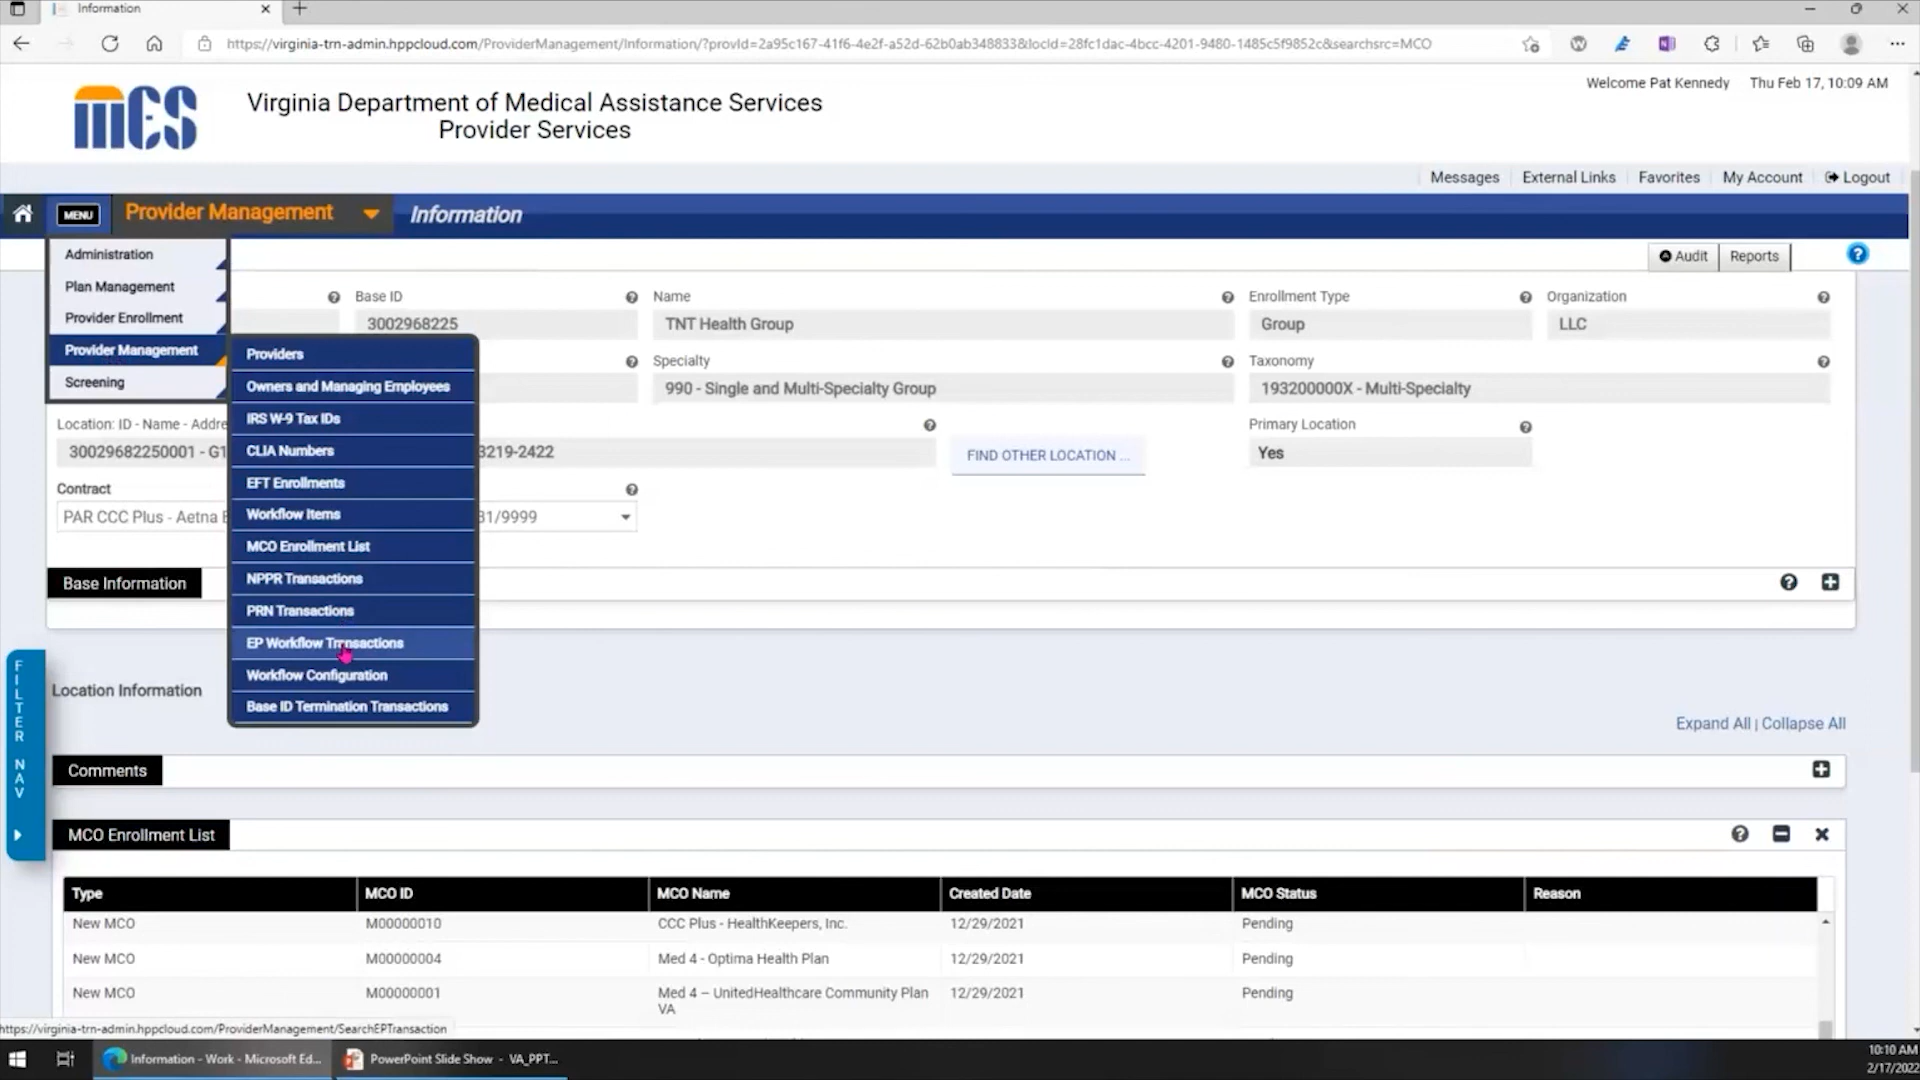 Information
https://virginia-trn-admin.hppcloud.com/ProviderManagement/Information/?provId=2a95c167-41f6-4e2f-a52d-62b0ab348833&locId=28fc1dac-4bcc-4201-9480-1485c5f9852c&searchsrc=MCO
Welcome Pat Kennedy Thu Feb 17, 10:09 AM
mES
Virginia Department of Medical Assistance Services
Provider Services
Messages External Links Favorites My Account Logout
MENU Provider Management Information
Administration
Plan Management
Provider Enrollment
Provider Management
Screening
Audit Reports
Base ID Name Enrollment Type Organization
3002968225 TNT Health Group Group LLC
Specialty Taxonomy
990 - Single and Multi-Specialty Group 193200000X - Multi-Specialty
Providers
Owners and Managing Employees
IRS W-9 Tax IDs
CLIA Numbers
EFT Enrollments
Workflow Items
MCO Enrollment List
NPPR Transactions
PRN Transactions
EP Workflow Transactions
Workflow Configuration
Base ID Termination Transactions
Location: ID - Name - Addre Primary Location
30029682250001 - G1 3219-2422 FIND OTHER LOCATION ... Yes
Contract
PAR CCC Plus - Aetna 31/9999
Base Information
FILTER NAV
Location Information
Expand All | Collapse All
Comments
MCO Enrollment List
Type MCO ID MCO Name Created Date MCO Status Reason
New MCO M00000010 CCC Plus - HealthKeepers, Inc. 12/29/2021 Pending
New MCO M00000004 Med 4 - Optima Health Plan 12/29/2021 Pending
New MCO M00000001 Med 4 – UnitedHealthcare Community Plan VA 12/29/2021 Pending
https://virginia-trn-admin.hppcloud.com/ProviderManagement/SearchEPTransaction
Information - Work - Microsoft Ed... PowerPoint Slide Show - VA_PPT... 10:10 AM
2/17/2022